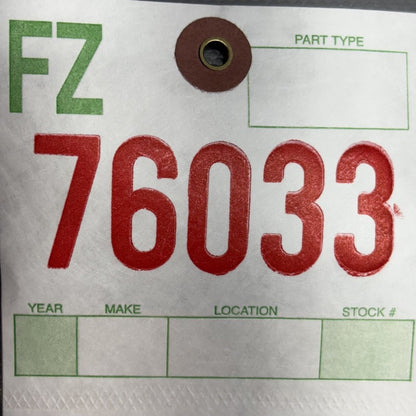 FZ
PART TYPE
76033
YEAR MAKE LOCATION STOCK #